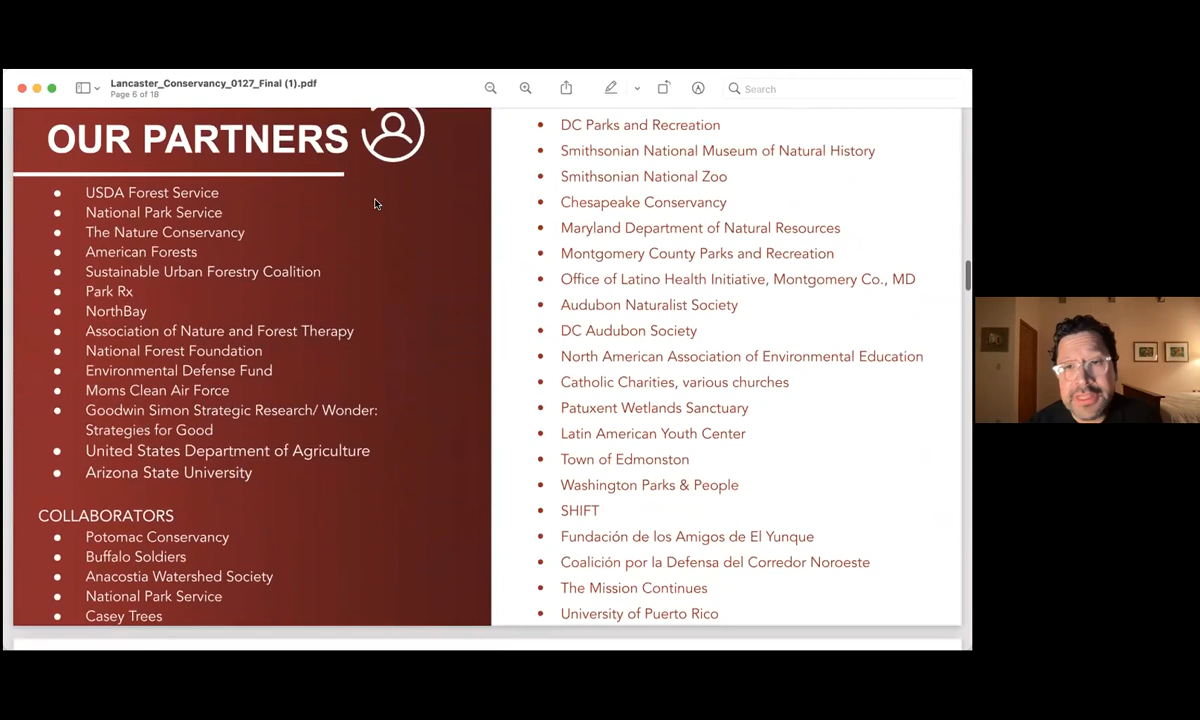 Lancaster_Conservancy_0127_Final (1).pdf
Page 6 of 18
Search
OUR PARTNERS
• USDA Forest Service
• National Park Service
• The Nature Conservancy
• American Forests
• Sustainable Urban Forestry Coalition
• Park Rx
• NorthBay
• Association of Nature and Forest Therapy
• National Forest Foundation
• Environmental Defense Fund
• Moms Clean Air Force
• Goodwin Simon Strategic Research/ Wonder:
Strategies for Good
• United States Department of Agriculture
• Arizona State University
COLLABORATORS
• Potomac Conservancy
• Buffalo Soldiers
• Anacostia Watershed Society
• National Park Service
• Casey Trees
• DC Parks and Recreation
• Smithsonian National Museum of Natural History
• Smithsonian National Zoo
• Chesapeake Conservancy
• Maryland Department of Natural Resources
• Montgomery County Parks and Recreation
• Office of Latino Health Initiative, Montgomery Co., MD
• Audubon Naturalist Society
• DC Audubon Society
• North American Association of Environmental Education
• Catholic Charities, various churches
• Patuxent Wetlands Sanctuary
• Latin American Youth Center
• Town of Edmonston
• Washington Parks & People
• SHIFT
• Fundación de los Amigos de El Yunque
• Coalición por la Defensa del Corredor Noroeste
• The Mission Continues
• University of Puerto Rico